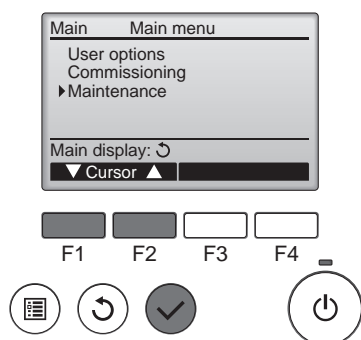 Main Main menu
User options
Commissioning
▶Maintenance
Main display: ↺
▼ Cursor ▲
F1 F2 F3 F4